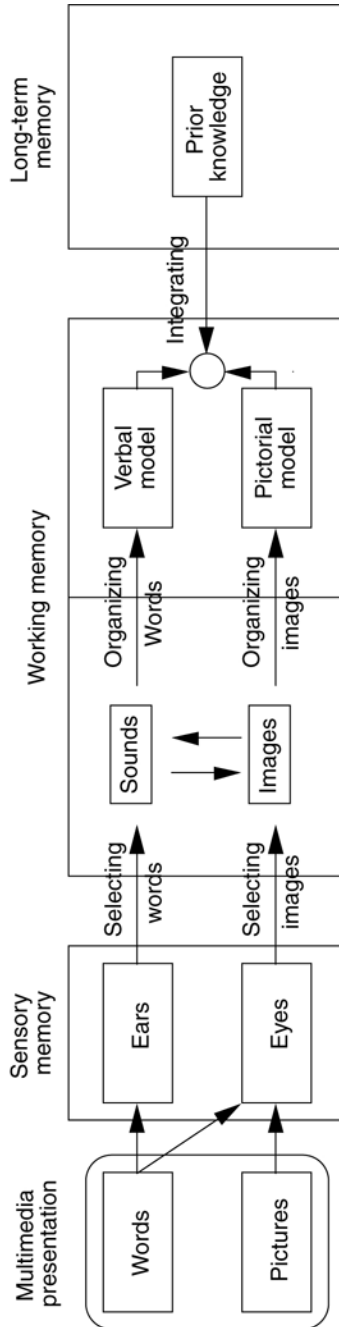 Multimedia
presentation
Words
Pictures
Sensory
memory
Ears
Eyes
Selecting
words
Selecting
images
Working memory
Sounds
Images
Organizing
Words
Organizing
images
Verbal
model
Pictorial
model
Integrating
Long-term
memory
Prior
knowledge